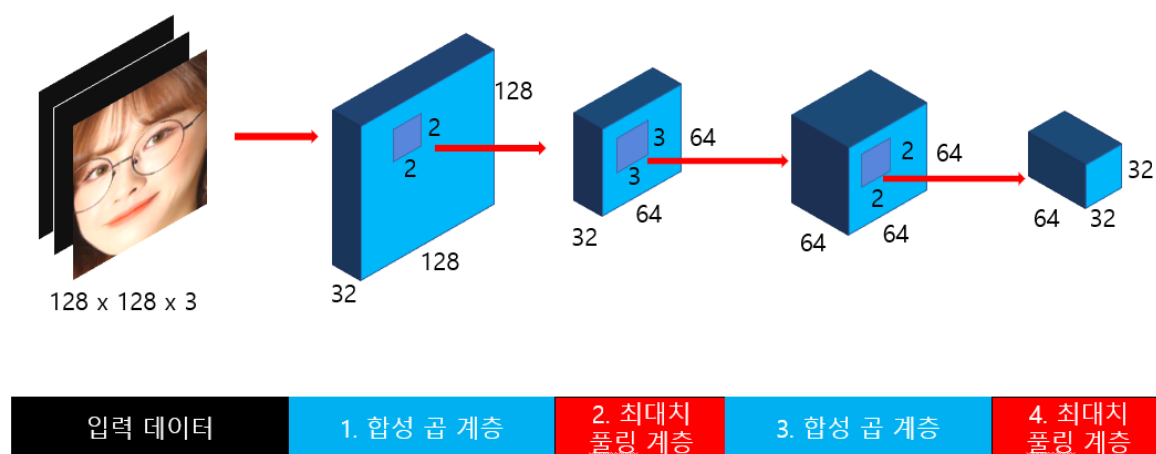 128 x 128 x 3
128
2
2
128
32
3
3
64
64
32
2
2
64
64
64
32
32
64
입력 데이터
1. 합성 곱 계층
2. 최대치
풀링 계층
3. 합성 곱 계층
4. 최대치
풀링 계층